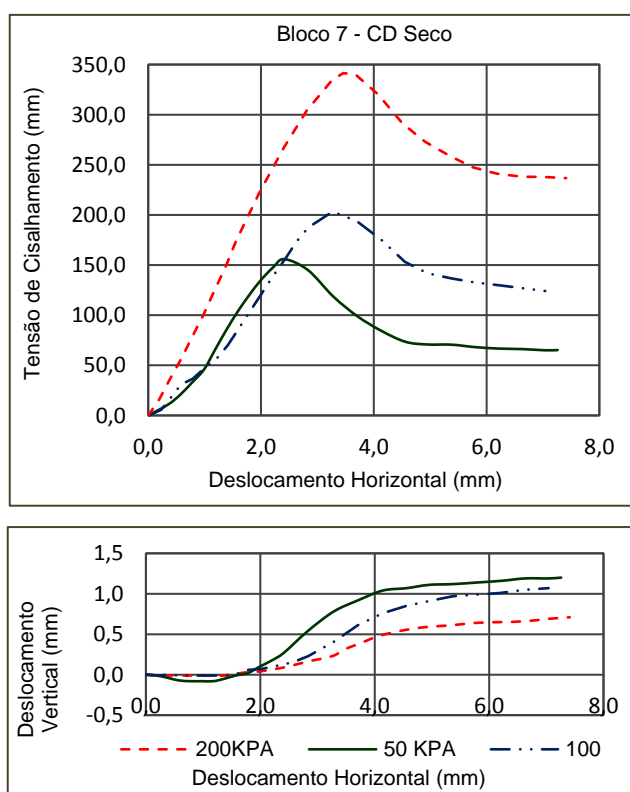 Bloco 7 - CD Seco
Tensão de Cisalhamento (mm)
350,0
300,0
250,0
200,0
150,0
100,0
50,0
0,0
0,0 2,0 4,0 6,0 8,0
Deslocamento Horizontal (mm)
Deslocamento
Vertical (mm)
1,5
1,0
0,5
0,0
-0,5
0,0 2,0 4,0 6,0 8,0
200KPA 50 KPA 100
Deslocamento Horizontal (mm)